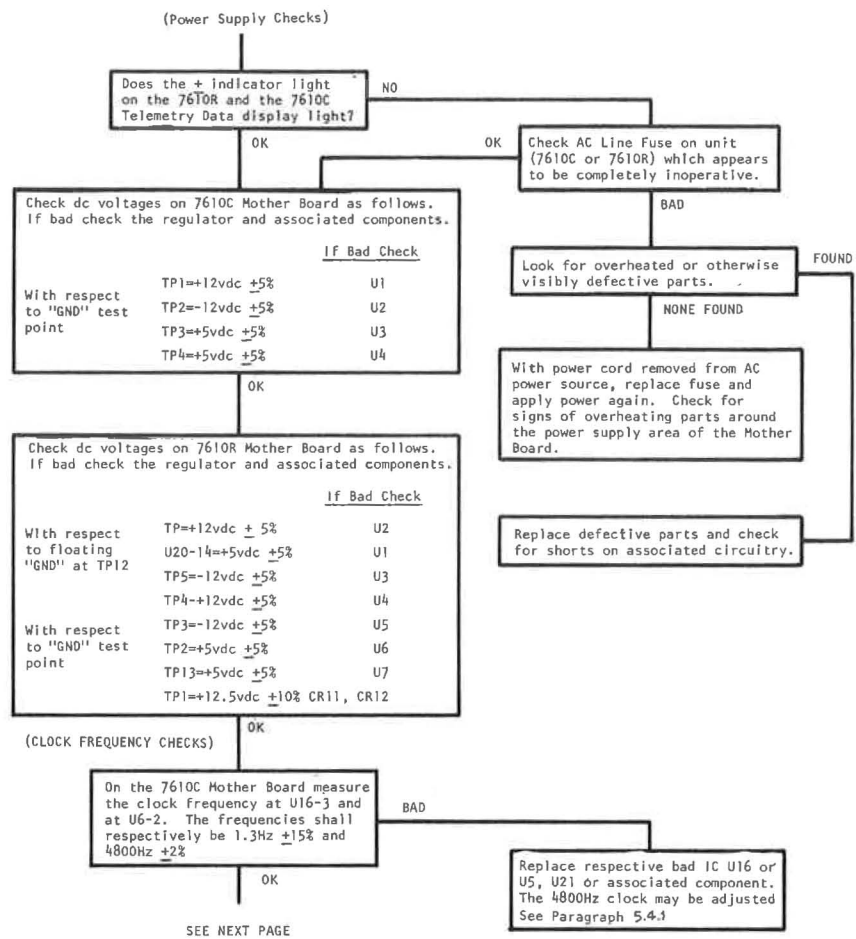 (Power Supply Checks)
Does the ± indicator light
on the 7610R and the 7610C
Telemetry Data display light?
NO
OK
OK
Check AC Line Fuse on unit
(7610C or 7610R) which appears
to be completely inoperative.
BAD
Check dc voltages on 7610C Mother Board as follows.
If bad check the regulator and associated components.
If Bad Check
With respect
to "GND" test
point
TP1=+12vdc ±5% U1
TP2=-12vdc ±5% U2
TP3=+5vdc ±5% U3
TP4=+5vdc ±5% U4
OK
Look for overheated or otherwise
visibly defective parts.
FOUND
NONE FOUND
With power cord removed from AC
power source, replace fuse and
apply power again. Check for
signs of overheating parts around
the power supply area of the Mother
Board.
Replace defective parts and check
for shorts on associated circuitry.
Check dc voltages on 7610R Mother Board as follows.
If bad check the regulator and associated components.
If Bad Check
With respect
to floating
"GND" at TP12
TP=+12vdc ± 5% U2
U20-14=+5vdc ±5% U1
TP5=-12vdc ±5% U3
TP4-+12vdc ±5% U4
With respect
to "GND" test
point
TP3=-12vdc ±5% U5
TP2=+5vdc ±5% U6
TP13=+5vdc ±5% U7
TP1=+12.5vdc ±10% CR11, CR12
OK
(CLOCK FREQUENCY CHECKS)
On the 7610C Mother Board measure
the clock frequency at U16-3 and
at U6-2. The frequencies shall
respectively be 1.3Hz ±15% and
4800Hz ±2%
BAD
OK
Replace respective bad IC U16 or
U5, U21 or associated component.
The 4800Hz clock may be adjusted
See Paragraph 5.4.1
SEE NEXT PAGE